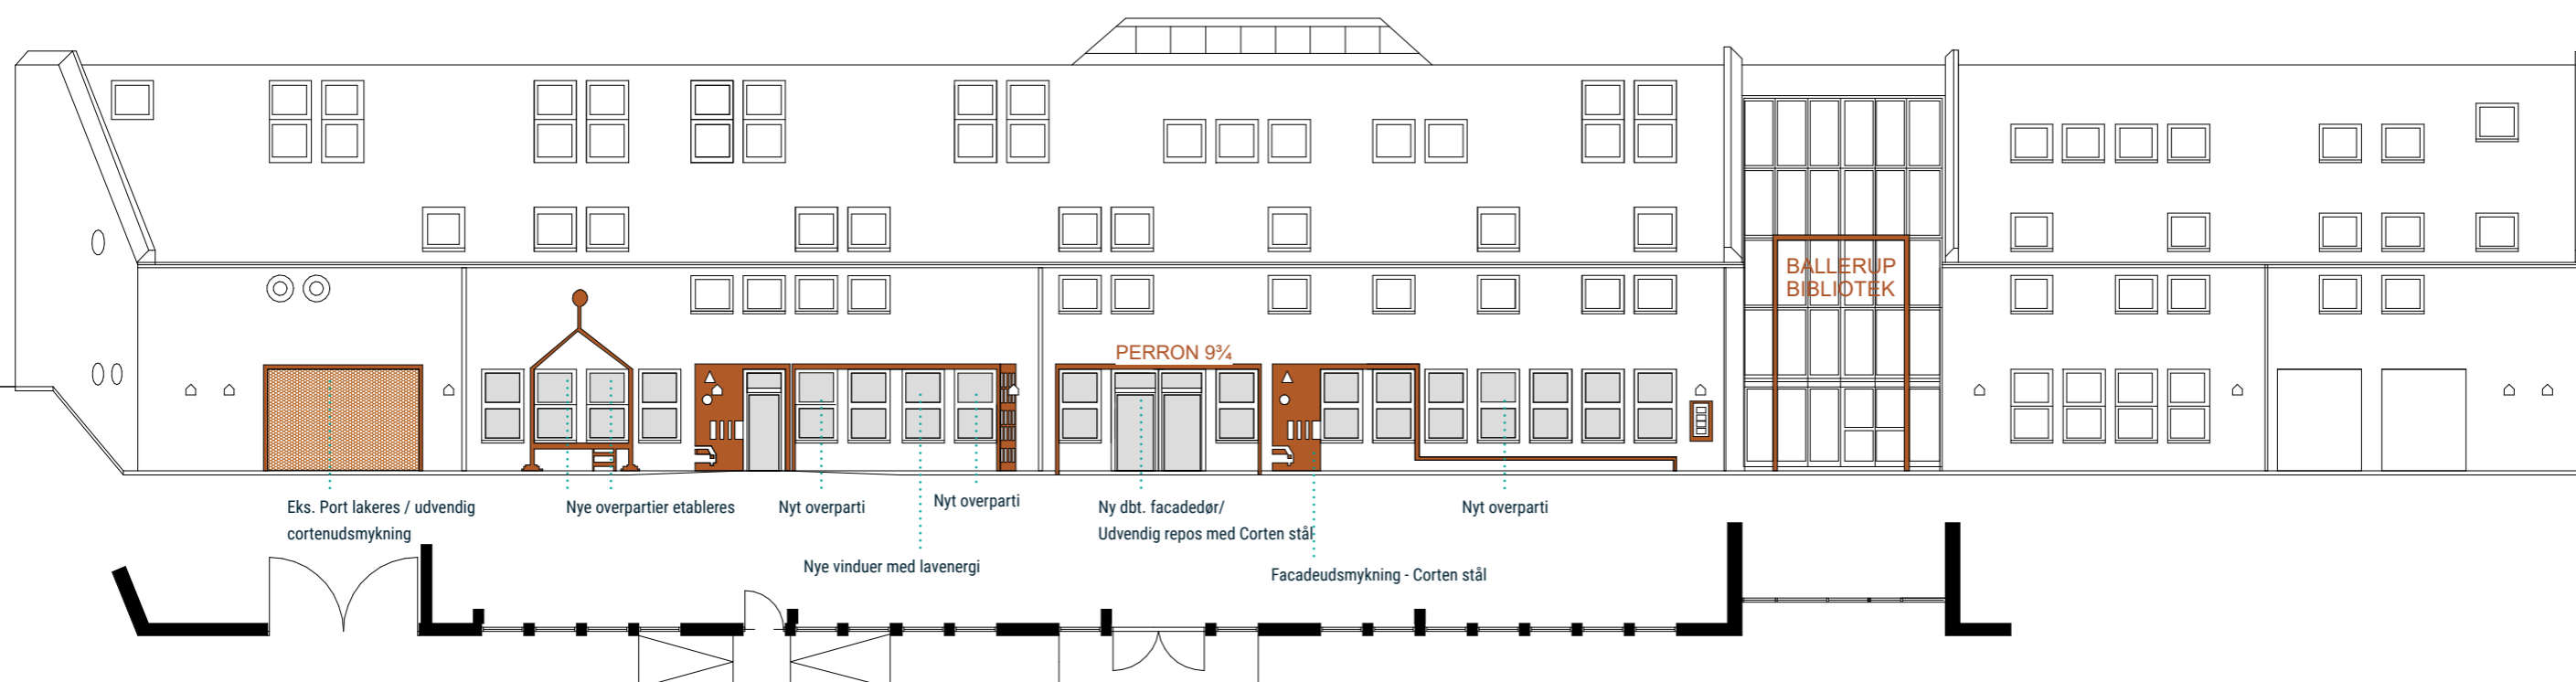 BALLERUP
BIBLIOTEK
PERRON 9¾
Eks. Port lakeres / udvendig
cortenudsmykning
Nye overpartier etableres
Nyt overparti
Nyt overparti
Nye vinduer med lavenergi
Ny dbt. facadedør/
Udvendig repos med Corten stål
Facadeudsmykning - Corten stål
Nyt overparti